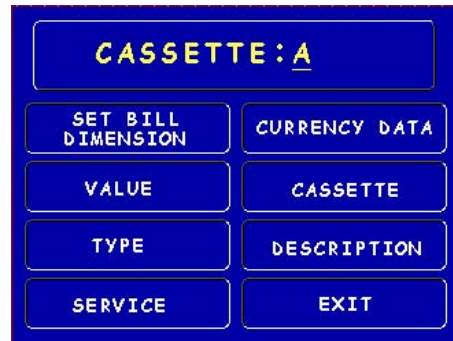 CASSETTE:A
SET BILL
DIMENSION
CURRENCY DATA
VALUE
CASSETTE
TYPE
DESCRIPTION
SERVICE
EXIT